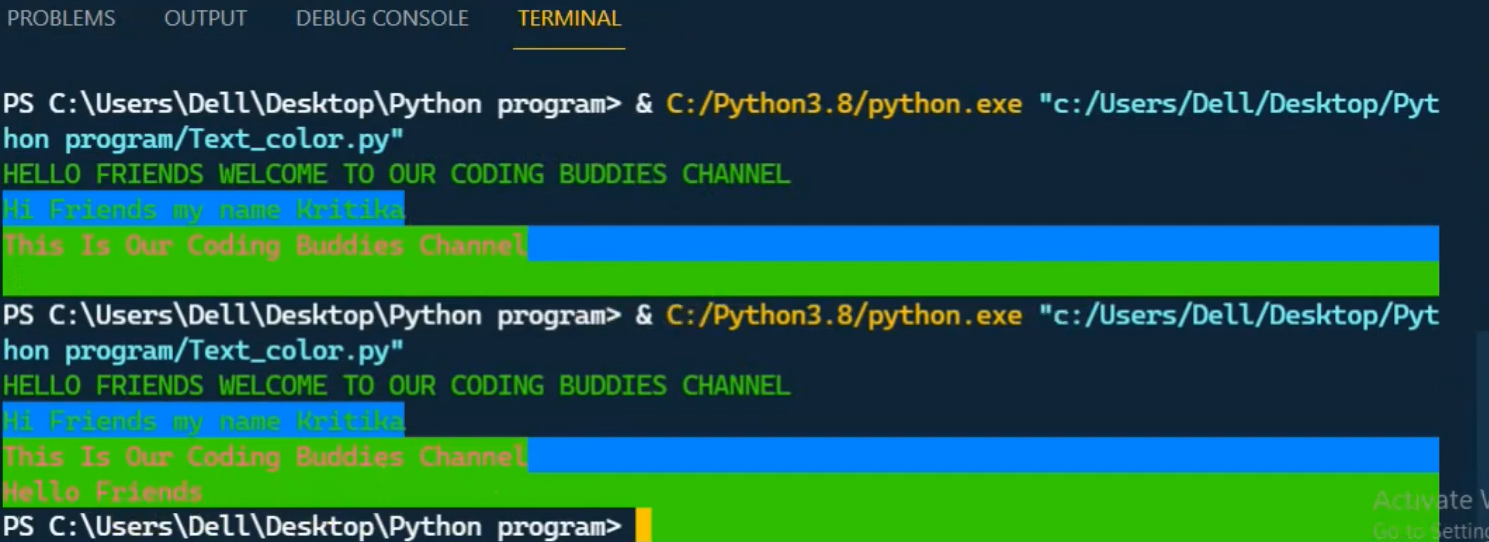 PROBLEMS OUTPUT DEBUG CONSOLE TERMINAL
PS C:\Users\Dell\Desktop\Python program> & C:/Python3.8/python.exe "c:/Users/Dell/Desktop/Pyt
hon program/Text_color.py"
HELLO FRIENDS WELCOME TO OUR CODING BUDDIES CHANNEL
Hi Friends my name Kritika
This Is Our Coding Buddies Channel
PS C:\Users\Dell\Desktop\Python program> & C:/Python3.8/python.exe "c:/Users/Dell/Desktop/Pyt
hon program/Text_color.py"
HELLO FRIENDS WELCOME TO OUR CODING BUDDIES CHANNEL
Hi Friends my name Kritika
This Is Our Coding Buddies Channel
Hello Friends
Activate
PS C:\Users\Dell\Desktop\Python program>
Go to Setting